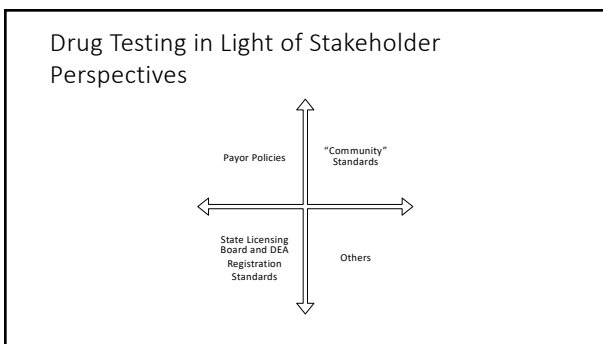 Drug Testing in Light of Stakeholder
Perspectives
Payor Policies
“Community”
Standards
State Licensing
Board and DEA
Registration
Standards
Others